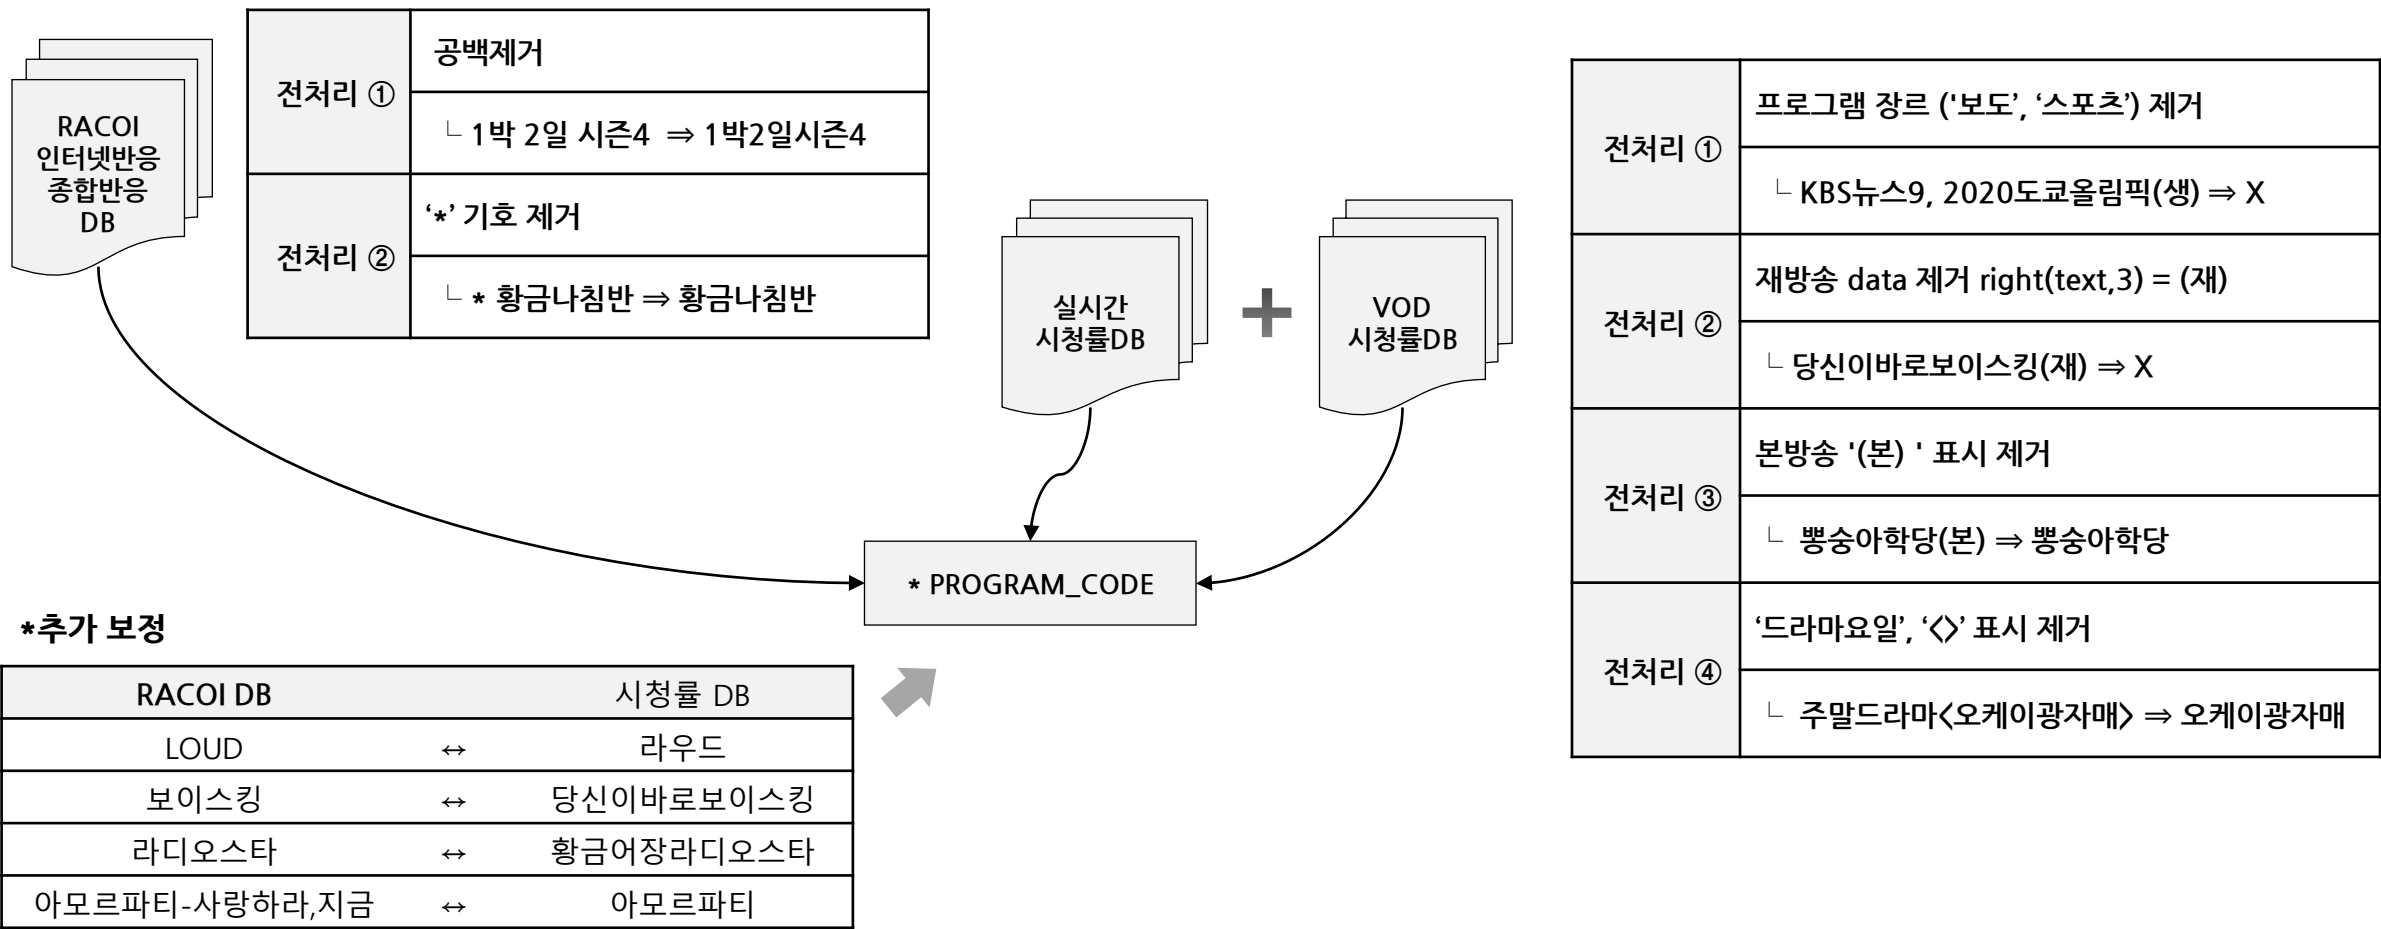 RACOI
인터넷반응
종합반응
DB
전처리 ①
공백제거
└ 1박 2일 시즌4 ⇒ 1박2일시즌4
전처리 ②
‘*’ 기호 제거
└ * 황금나침반 ⇒ 황금나침반
실시간
시청률DB
+
VOD
시청률DB
* PROGRAM_CODE
전처리 ①
프로그램 장르 ('보도’, ‘스포츠’) 제거
└ KBS뉴스9, 2020도쿄올림픽(생) ⇒ X
전처리 ②
재방송 data 제거 right(text,3) = (재)
└ 당신이바로보이스킹(재) ⇒ X
전처리 ③
본방송 '(본) ' 표시 제거
└ 뽕숭아학당(본) ⇒ 뽕숭아학당
전처리 ④
‘드라마요일’, ‘<>’ 표시 제거
└ 주말드라마<오케이광자매> ⇒ 오케이광자매
*추가 보정
RACOI DB 시청률 DB
LOUD ↔ 라우드
보이스킹 ↔ 당신이바로보이스킹
라디오스타 ↔ 황금어장라디오스타
아모르파티-사랑하라,지금 ↔ 아모르파티